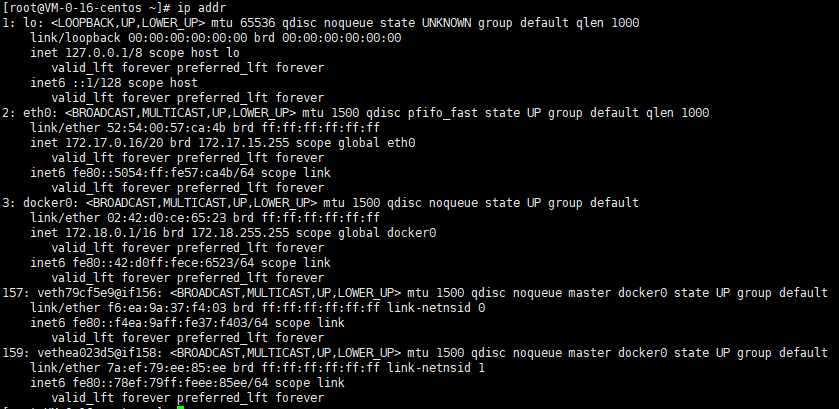 [root@VM-0-16-centos ~]# ip addr
1: lo: <LOOPBACK,UP,LOWER_UP> mtu 65536 qdisc noqueue state UNKNOWN group default qlen 1000
    link/loopback 00:00:00:00:00:00 brd 00:00:00:00:00:00
    inet 127.0.0.1/8 scope host lo
       valid_lft forever preferred_lft forever
    inet6 ::1/128 scope host
       valid_lft forever preferred_lft forever
2: eth0: <BROADCAST,MULTICAST,UP,LOWER_UP> mtu 1500 qdisc pfifo_fast state UP group default qlen 1000
    link/ether 52:54:00:57:ca:4b brd ff:ff:ff:ff:ff:ff
    inet 172.17.0.16/20 brd 172.17.15.255 scope global eth0
       valid_lft forever preferred_lft forever
    inet6 fe80::5054:ff:fe57:ca4b/64 scope link
       valid_lft forever preferred_lft forever
3: docker0: <BROADCAST,MULTICAST,UP,LOWER_UP> mtu 1500 qdisc noqueue state UP group default
    link/ether 02:42:d0:ce:65:23 brd ff:ff:ff:ff:ff:ff
    inet 172.18.0.1/16 brd 172.18.255.255 scope global docker0
       valid_lft forever preferred_lft forever
    inet6 fe80::42:d0ff:fece:6523/64 scope link
       valid_lft forever preferred_lft forever
157: veth79cf5e9@if156: <BROADCAST,MULTICAST,UP,LOWER_UP> mtu 1500 qdisc noqueue master docker0 state UP group default
    link/ether f6:ea:9a:37:f4:03 brd ff:ff:ff:ff:ff:ff link-netnsid 0
    inet6 fe80::f4ea:9aff:fe37:f403/64 scope link
       valid_lft forever preferred_lft forever
159: vethea023d5@if158: <BROADCAST,MULTICAST,UP,LOWER_UP> mtu 1500 qdisc noqueue master docker0 state UP group default
    link/ether 7a:ef:79:ee:85:ee brd ff:ff:ff:ff:ff:ff link-netnsid 1
    inet6 fe80::78ef:79ff:feee:85ee/64 scope link
       valid_lft forever preferred_lft forever